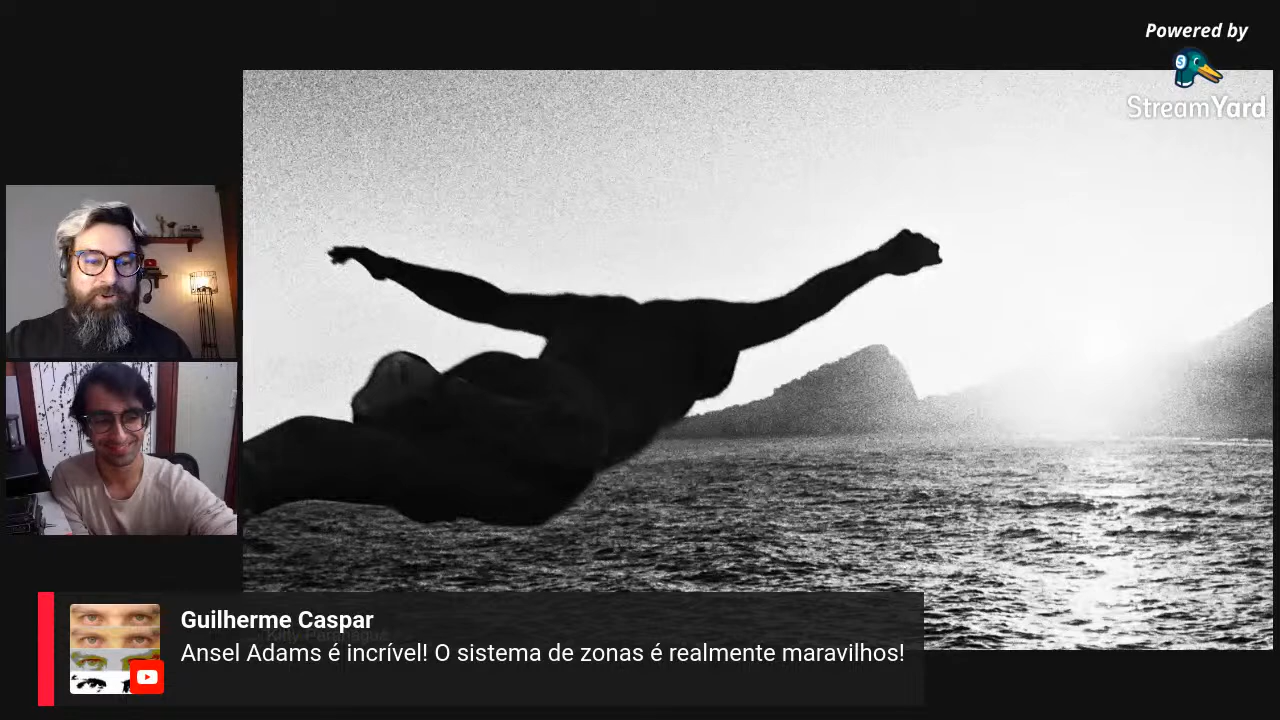 Powered by
StreamYard
Guilherme Caspar
Ansel Adams é incrível! O sistema de zonas é realmente maravilhos!